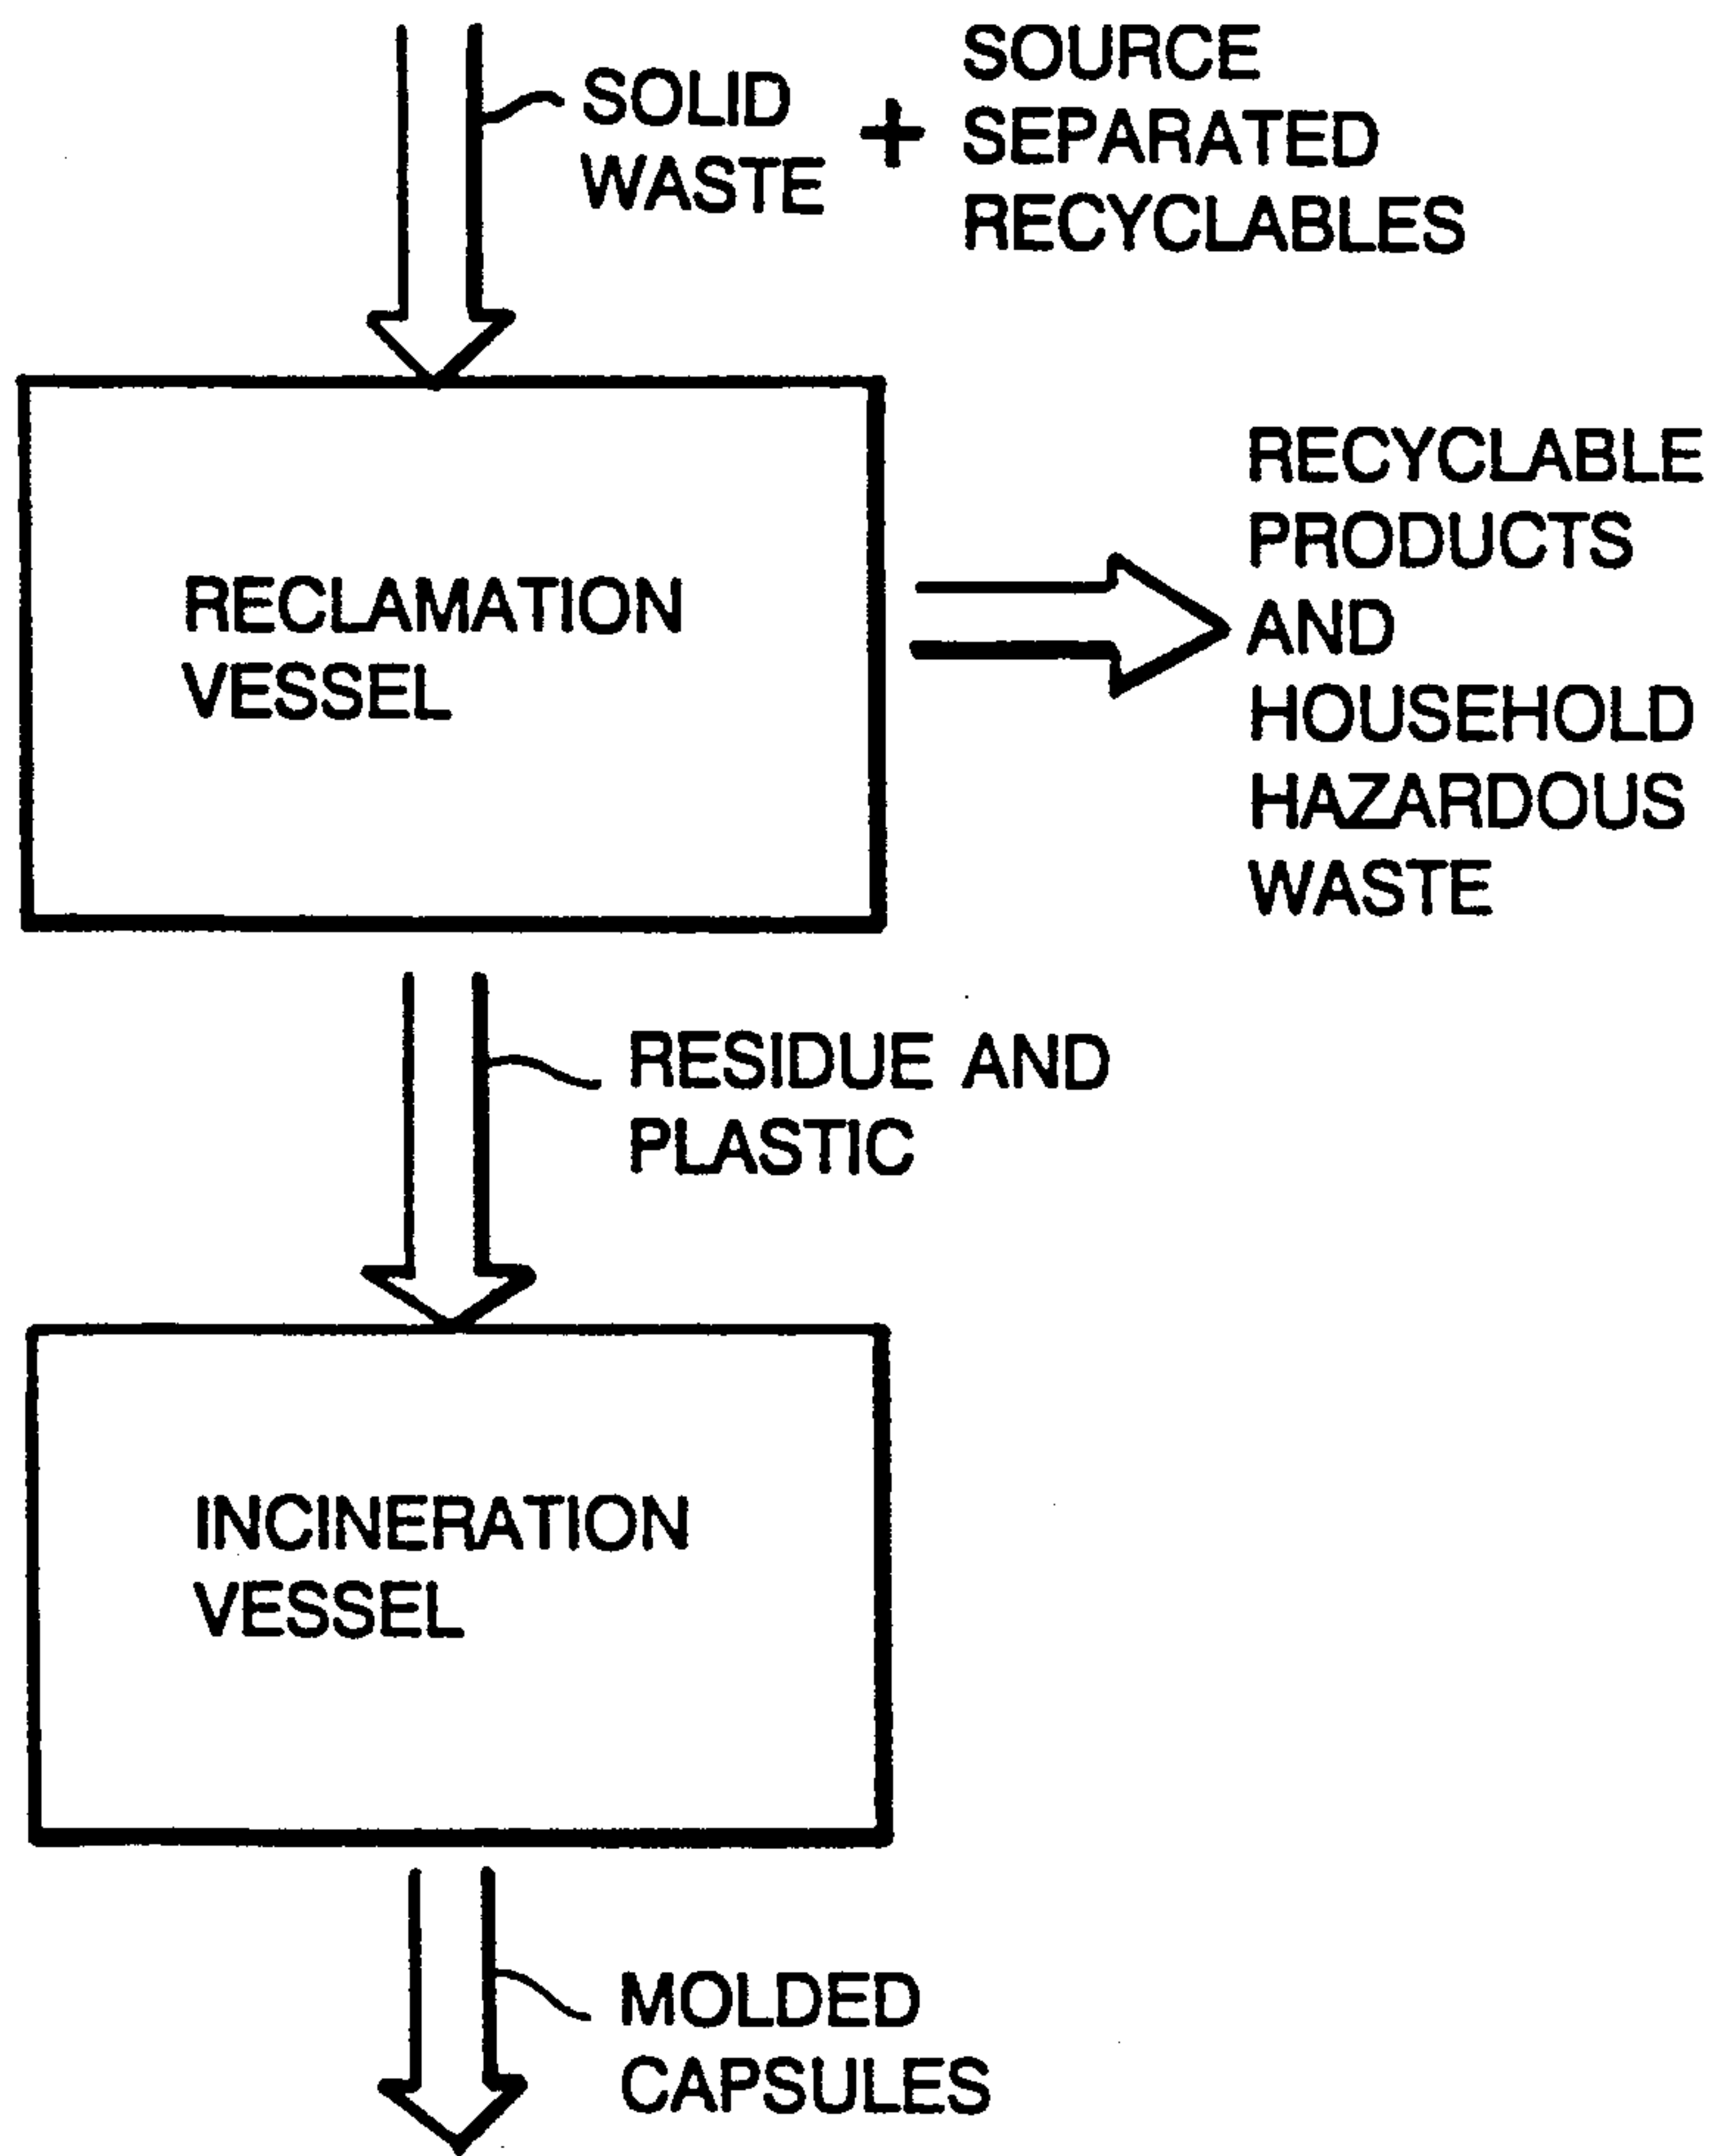 SOLID
WASTE
+
SOURCE
SEPARATED
RECYCLABLES
RECLAMATION
VESSEL
RECYCLABLE
PRODUCTS
AND
HOUSEHOLD
HAZARDOUS
WASTE
RESIDUE AND
PLASTIC
INCINERATION
VESSEL
MOLDED
CAPSULES